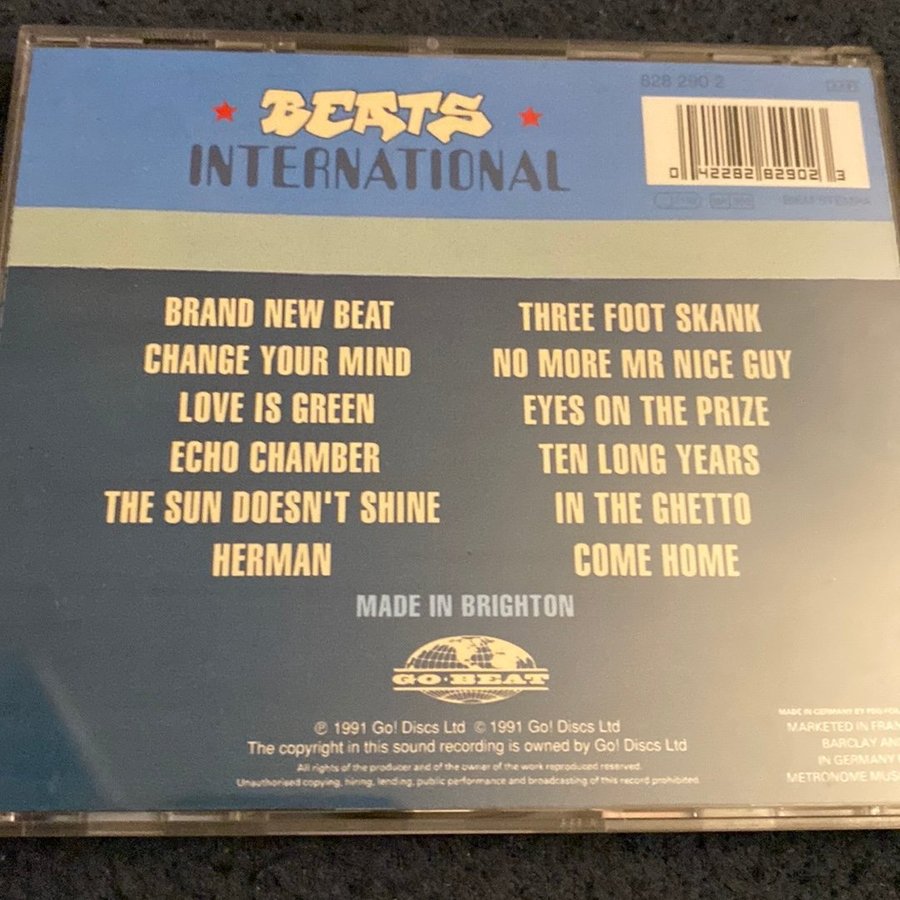 BEATS
INTERNATIONAL
828 290 2
0 42282 82902 3
BRAND NEW BEAT
CHANGE YOUR MIND
LOVE IS GREEN
ECHO CHAMBER
THE SUN DOESN'T SHINE
HERMAN
THREE FOOT SKANK
NO MORE MR NICE GUY
EYES ON THE PRIZE
TEN LONG YEARS
IN THE GHETTO
COME HOME
MADE IN BRIGHTON
GO·BEAT
℗ 1991 Go! Discs Ltd © 1991 Go! Discs Ltd
The copyright in this sound recording is owned by Go! Discs Ltd
All rights of the producer and of the owner of the work reproduced reserved.
Unauthorised copying, hiring, lending, public performance and broadcasting of this record prohibited.
MADE IN GERMANY BY
MARKETED IN FRAN
BARCLAY AN
IN GERMANY
METRONOME MUS